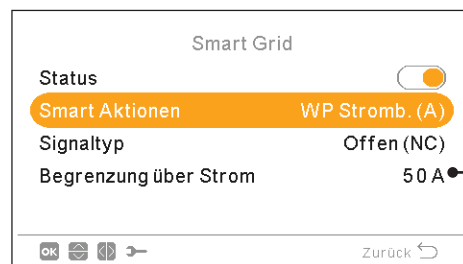 Smart Grid
Status
Smart Aktionen WP Stromb. (A)
Signaltyp Offen (NC)
Begrenzung über Strom 50 A
OK Zurück